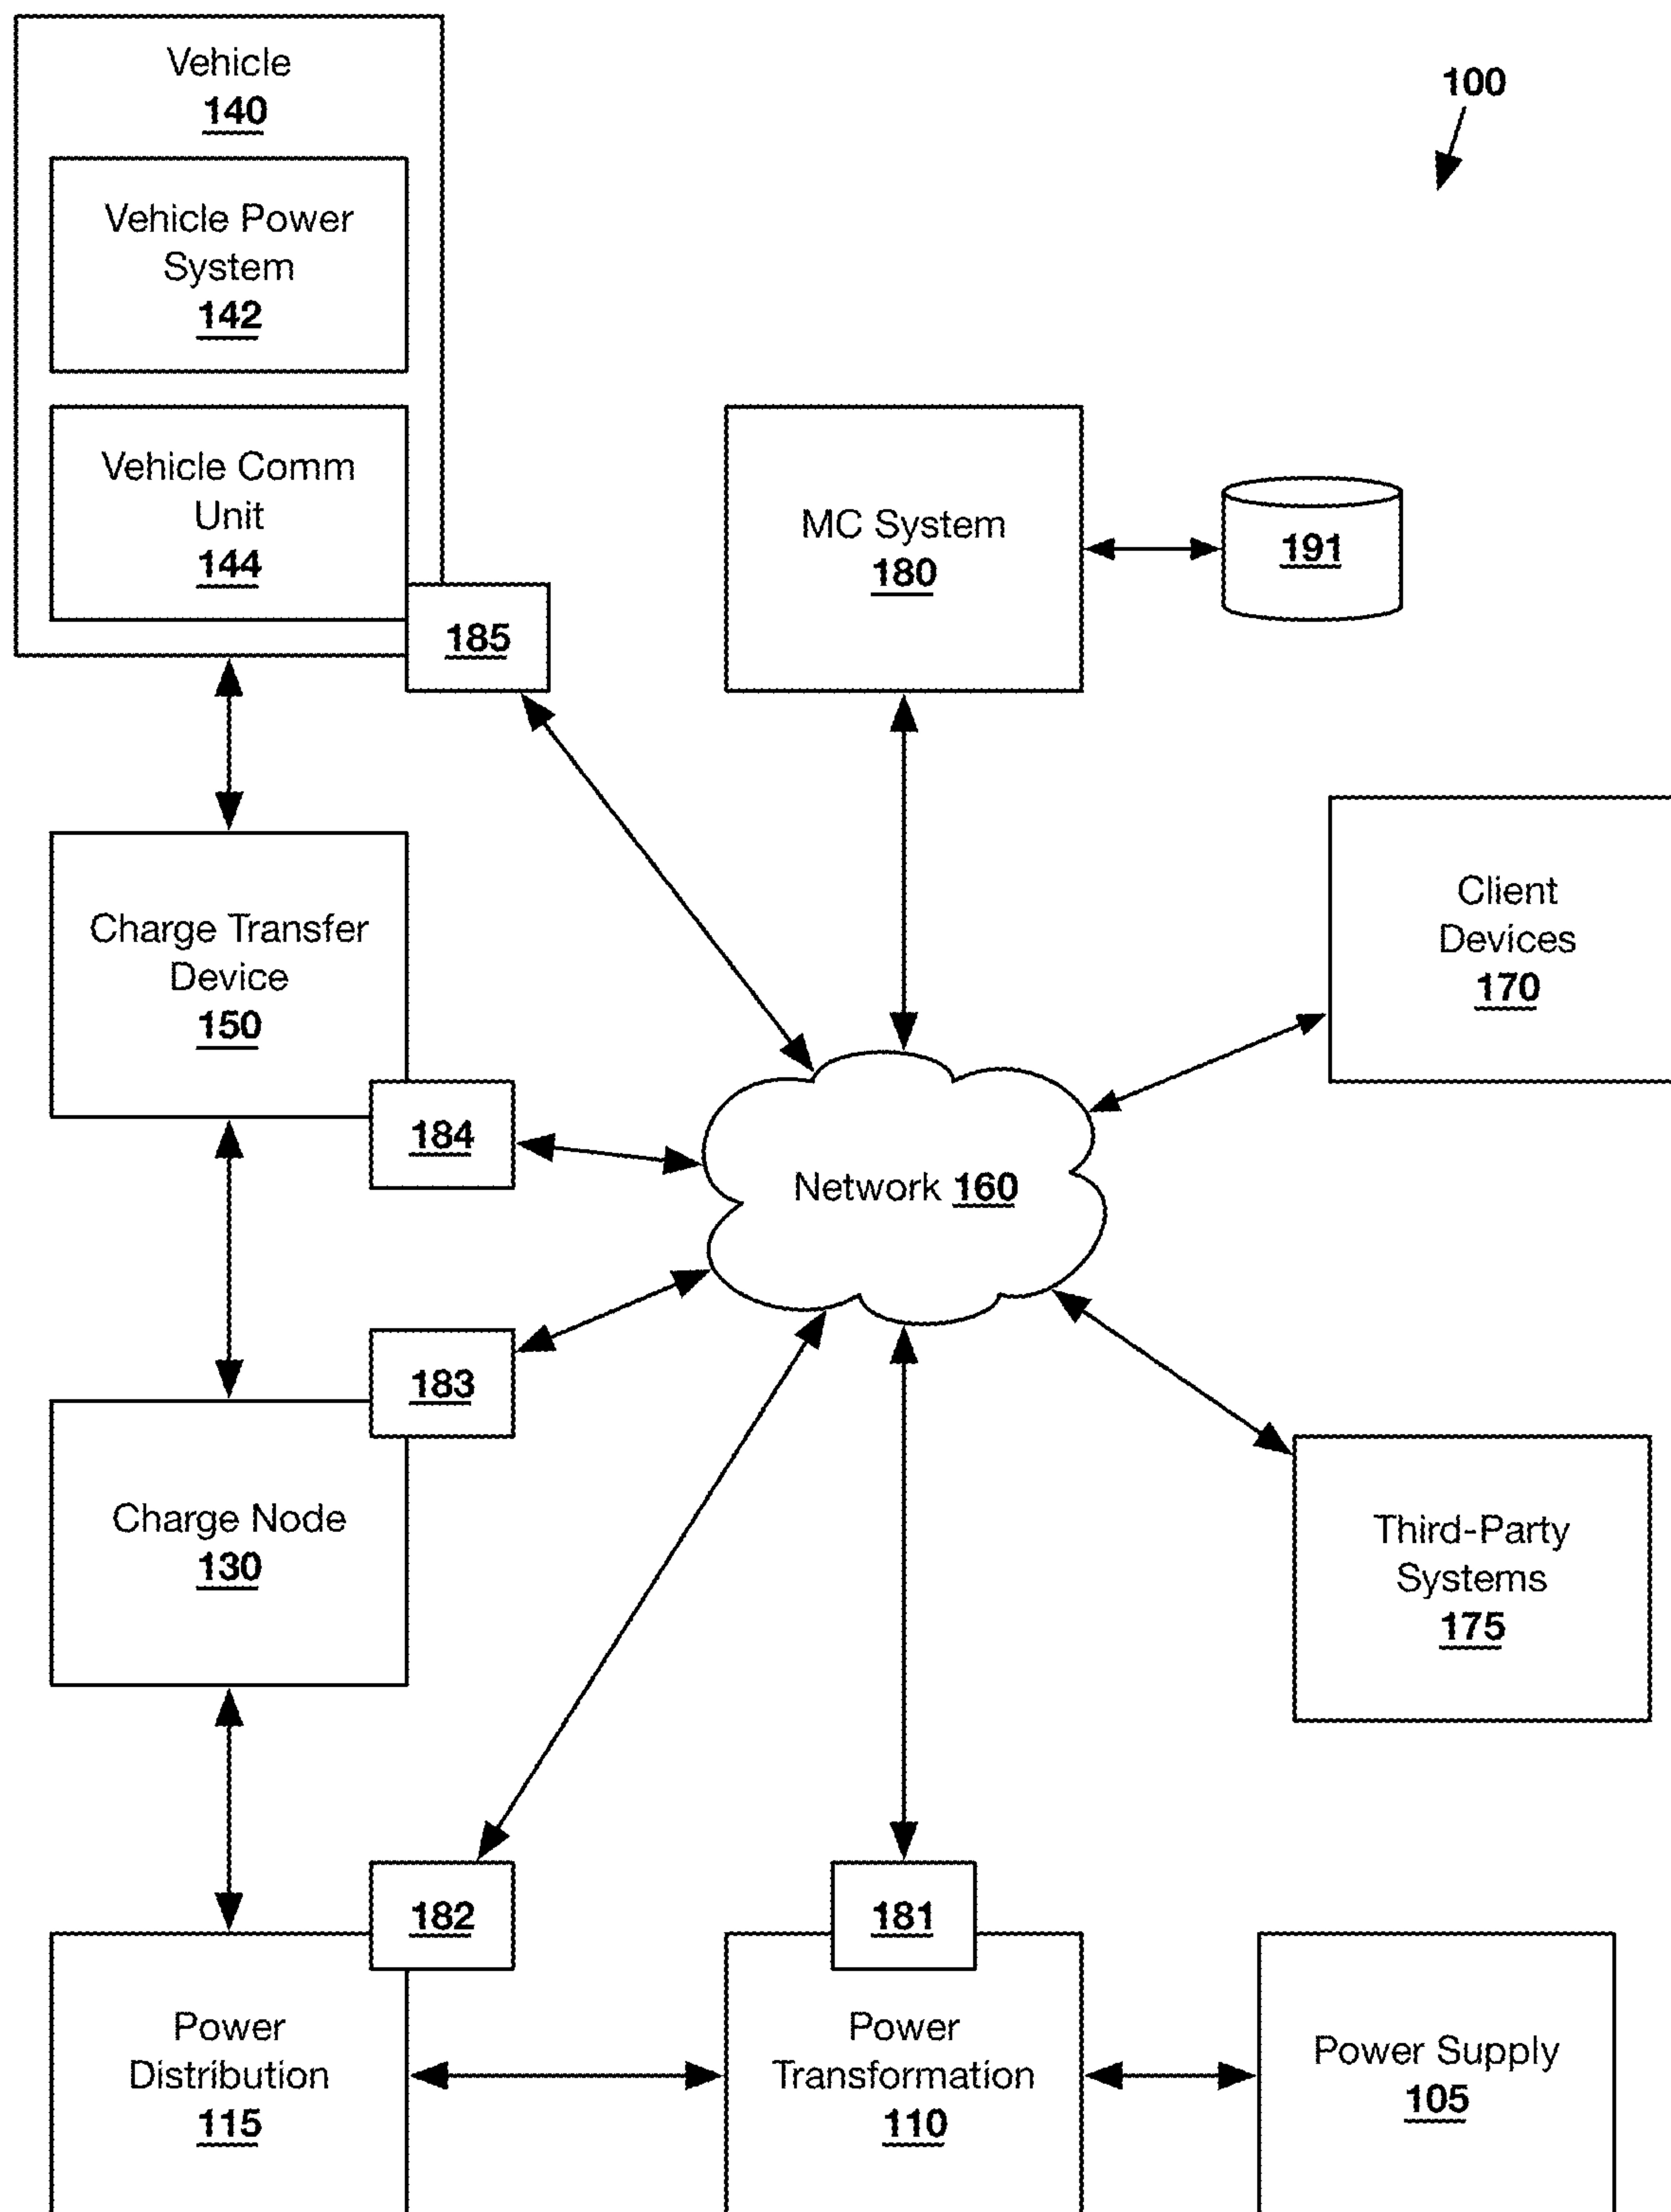 Vehicle
140
Vehicle Power
System
142
Vehicle Comm
Unit
144
185
100
MC System
180
191
Client
Devices
170
Charge Transfer
Device
150
184
Network 160
183
Charge Node
130
Third-Party
Systems
175
182
181
Power
Distribution
115
Power
Transformation
110
Power Supply
105